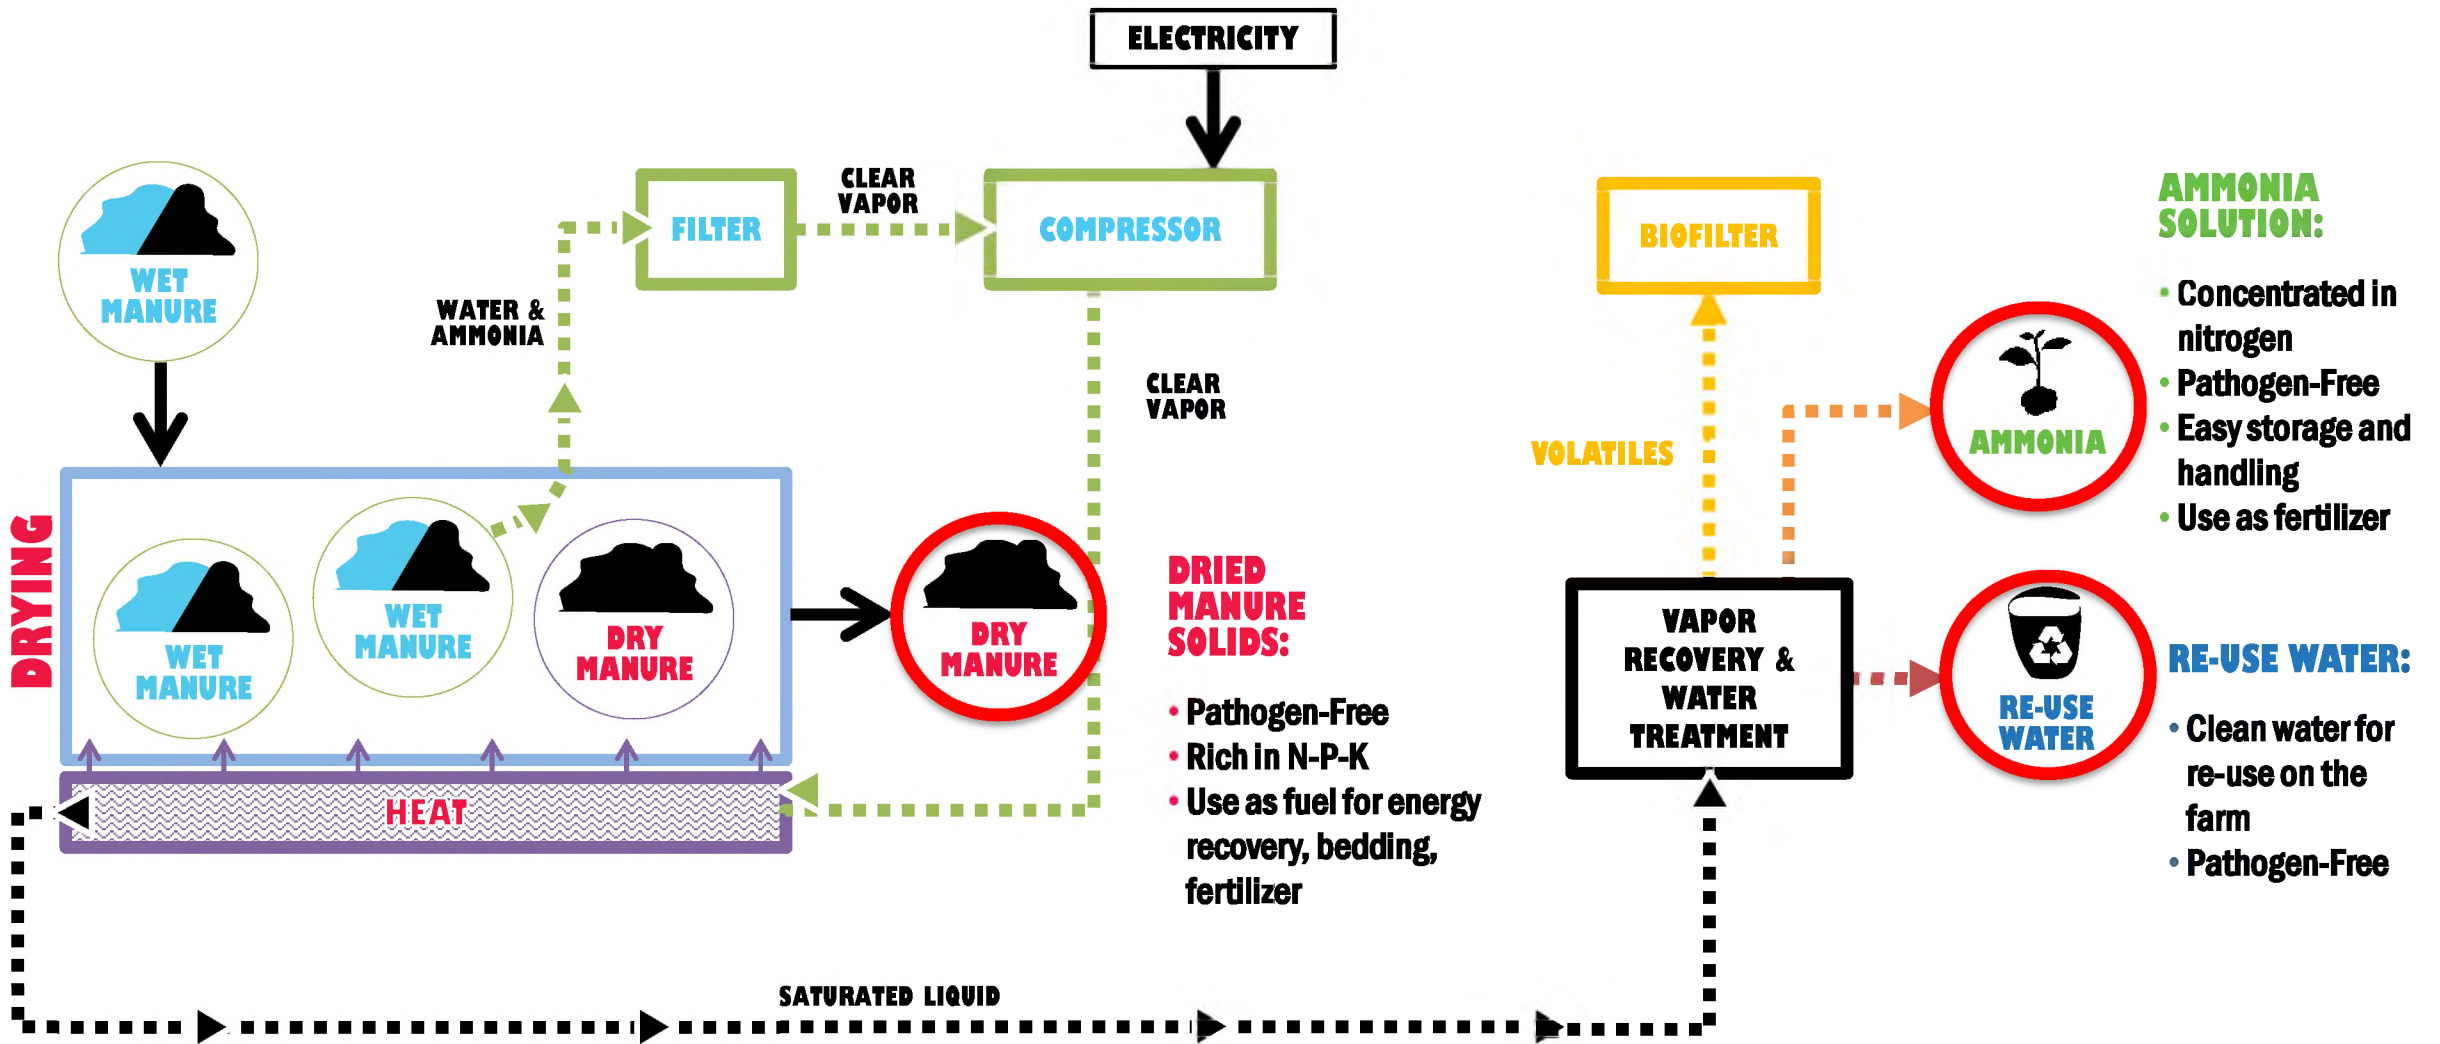 ELECTRICITY
WET
MANURE
WATER &
AMMONIA
FILTER
CLEAR
VAPOR
COMPRESSOR
CLEAR
VAPOR
DRYING
WET
MANURE
WET
MANURE
DRY
MANURE
HEAT
DRY
MANURE
DRIED
MANURE
SOLIDS:
• Pathogen-Free
• Rich in N-P-K
• Use as fuel for energy
recovery, bedding,
fertilizer
SATURATED LIQUID
BIOFILTER
VOLATILES
VAPOR
RECOVERY &
WATER
TREATMENT
AMMONIA
AMMONIA
SOLUTION:
• Concentrated in
nitrogen
• Pathogen-Free
• Easy storage and
handling
• Use as fertilizer
RE-USE
WATER
RE-USE WATER:
• Clean water for
re-use on the
farm
• Pathogen-Free